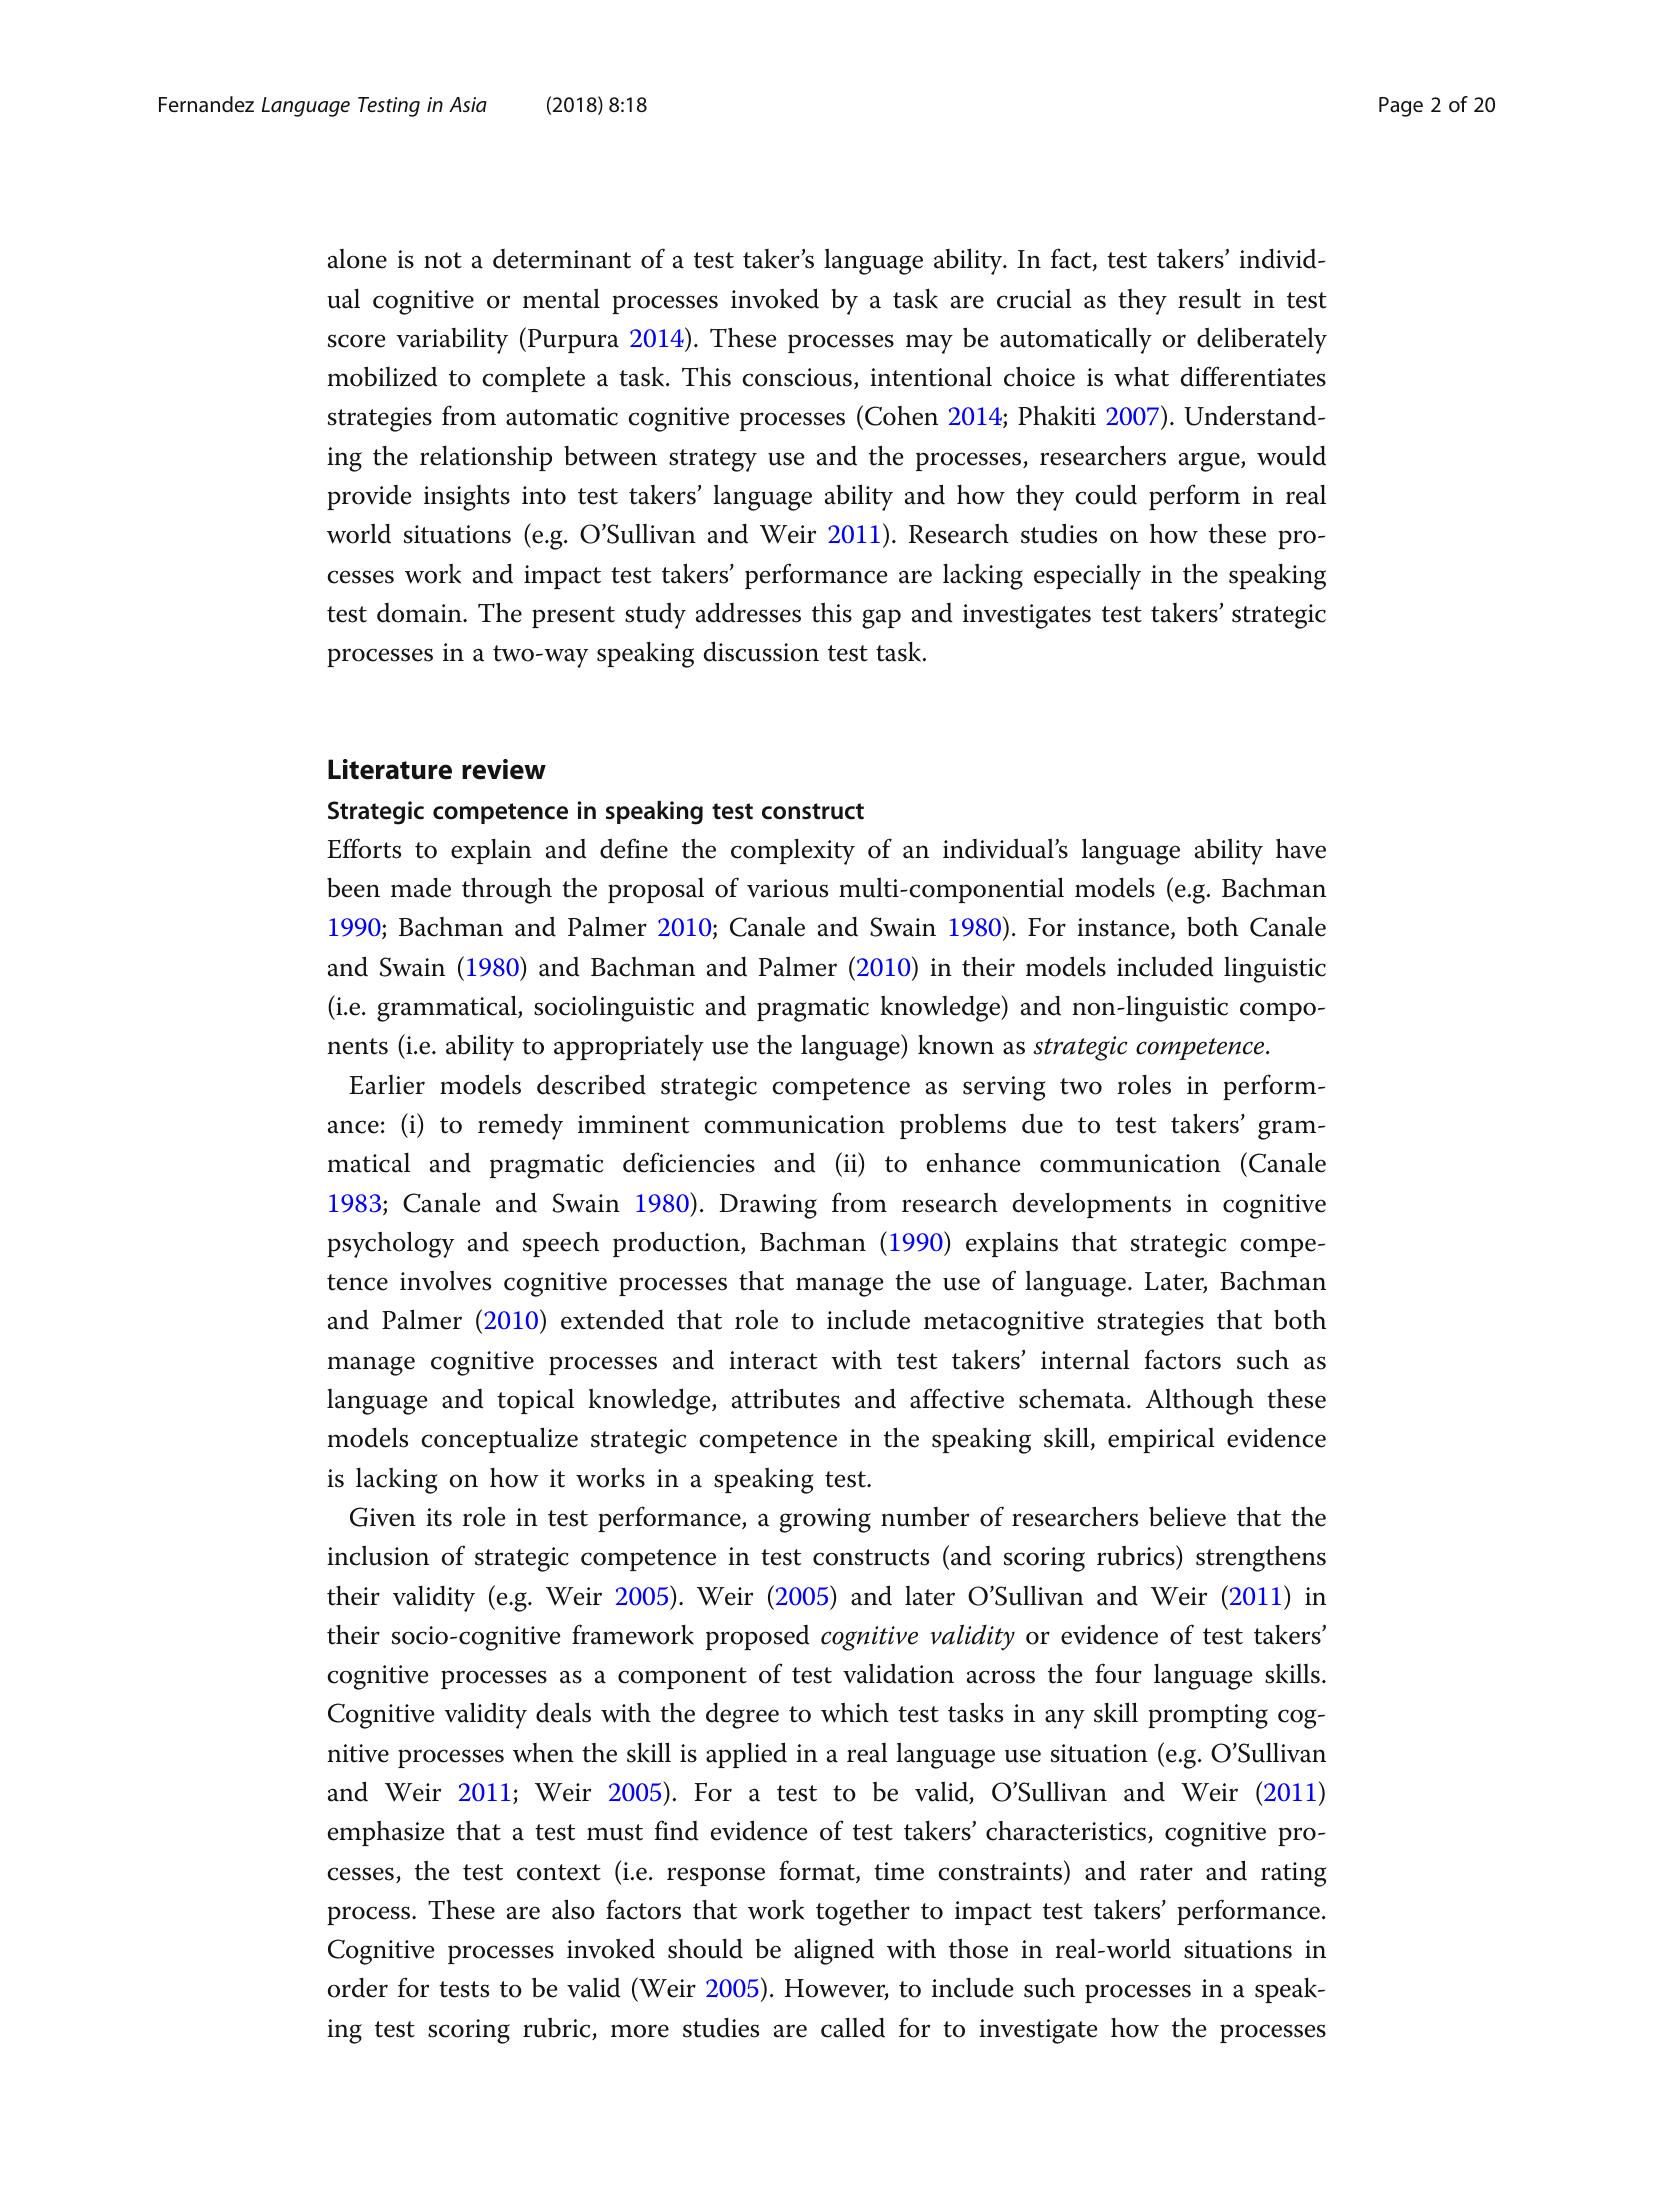 Fernandez Language Testing in Asia (2018) 8:18 Page 2 of 20
alone is not a determinant of a test taker’s language ability. In fact, test takers’ individ-
ual cognitive or mental processes invoked by a task are crucial as they result in test
score variability (Purpura 2014). These processes may be automatically or deliberately
mobilized to complete a task. This conscious, intentional choice is what differentiates
strategies from automatic cognitive processes (Cohen 2014; Phakiti 2007). Understand-
ing the relationship between strategy use and the processes, researchers argue, would
provide insights into test takers’ language ability and how they could perform in real
world situations (e.g. O’Sullivan and Weir 2011). Research studies on how these pro-
cesses work and impact test takers’ performance are lacking especially in the speaking
test domain. The present study addresses this gap and investigates test takers’ strategic
processes in a two-way speaking discussion test task.
Literature review
Strategic competence in speaking test construct
Efforts to explain and define the complexity of an individual’s language ability have
been made through the proposal of various multi-componential models (e.g. Bachman
1990; Bachman and Palmer 2010; Canale and Swain 1980). For instance, both Canale
and Swain (1980) and Bachman and Palmer (2010) in their models included linguistic
(i.e. grammatical, sociolinguistic and pragmatic knowledge) and non-linguistic compo-
nents (i.e. ability to appropriately use the language) known as strategic competence.
Earlier models described strategic competence as serving two roles in perform-
ance: (i) to remedy imminent communication problems due to test takers’ gram-
matical and pragmatic deficiencies and (ii) to enhance communication (Canale
1983; Canale and Swain 1980). Drawing from research developments in cognitive
psychology and speech production, Bachman (1990) explains that strategic compe-
tence involves cognitive processes that manage the use of language. Later, Bachman
and Palmer (2010) extended that role to include metacognitive strategies that both
manage cognitive processes and interact with test takers’ internal factors such as
language and topical knowledge, attributes and affective schemata. Although these
models conceptualize strategic competence in the speaking skill, empirical evidence
is lacking on how it works in a speaking test.
Given its role in test performance, a growing number of researchers believe that the
inclusion of strategic competence in test constructs (and scoring rubrics) strengthens
their validity (e.g. Weir 2005). Weir (2005) and later O’Sullivan and Weir (2011) in
their socio-cognitive framework proposed cognitive validity or evidence of test takers’
cognitive processes as a component of test validation across the four language skills.
Cognitive validity deals with the degree to which test tasks in any skill prompting cog-
nitive processes when the skill is applied in a real language use situation (e.g. O’Sullivan
and Weir 2011; Weir 2005). For a test to be valid, O’Sullivan and Weir (2011)
emphasize that a test must find evidence of test takers’ characteristics, cognitive pro-
cesses, the test context (i.e. response format, time constraints) and rater and rating
process. These are also factors that work together to impact test takers’ performance.
Cognitive processes invoked should be aligned with those in real-world situations in
order for tests to be valid (Weir 2005). However, to include such processes in a speak-
ing test scoring rubric, more studies are called for to investigate how the processes